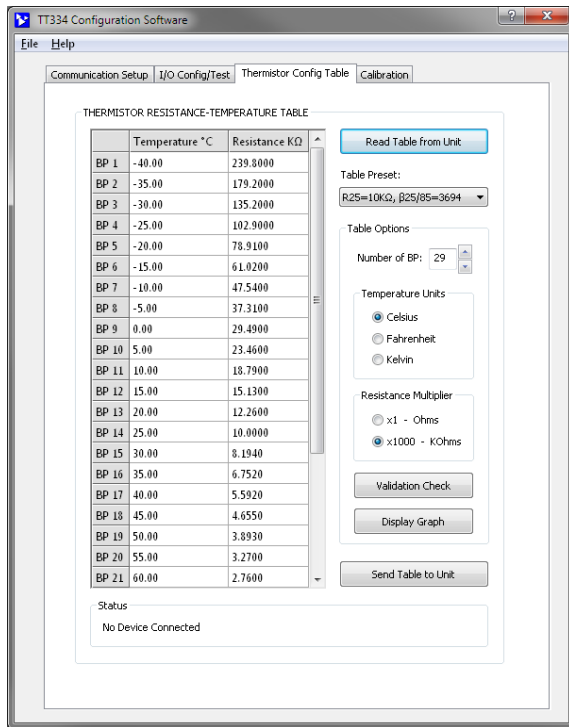 TT334 Configuration Software
File Help
Communication Setup I/O Config/Test Thermistor Config Table Calibration
THERMISTOR RESISTANCE-TEMPERATURE TABLE
Temperature °C Resistance KΩ
BP 1 -40.00 239.8000
BP 2 -35.00 179.2000
BP 3 -30.00 135.2000
BP 4 -25.00 102.9000
BP 5 -20.00 78.9100
BP 6 -15.00 61.0200
BP 7 -10.00 47.5400
BP 8 -5.00 37.3100
BP 9 0.00 29.4900
BP 10 5.00 23.4600
BP 11 10.00 18.7900
BP 12 15.00 15.1300
BP 13 20.00 12.2600
BP 14 25.00 10.0000
BP 15 30.00 8.1940
BP 16 35.00 6.7520
BP 17 40.00 5.5920
BP 18 45.00 4.6550
BP 19 50.00 3.8930
BP 20 55.00 3.2700
BP 21 60.00 2.7600
Read Table from Unit
Table Preset:
R25=10KΩ, β25/85=3694
Table Options
Number of BP: 29
Temperature Units
Celsius
Fahrenheit
Kelvin
Resistance Multiplier
x1 - Ohms
x1000 - KOhms
Validation Check
Display Graph
Send Table to Unit
Status
No Device Connected